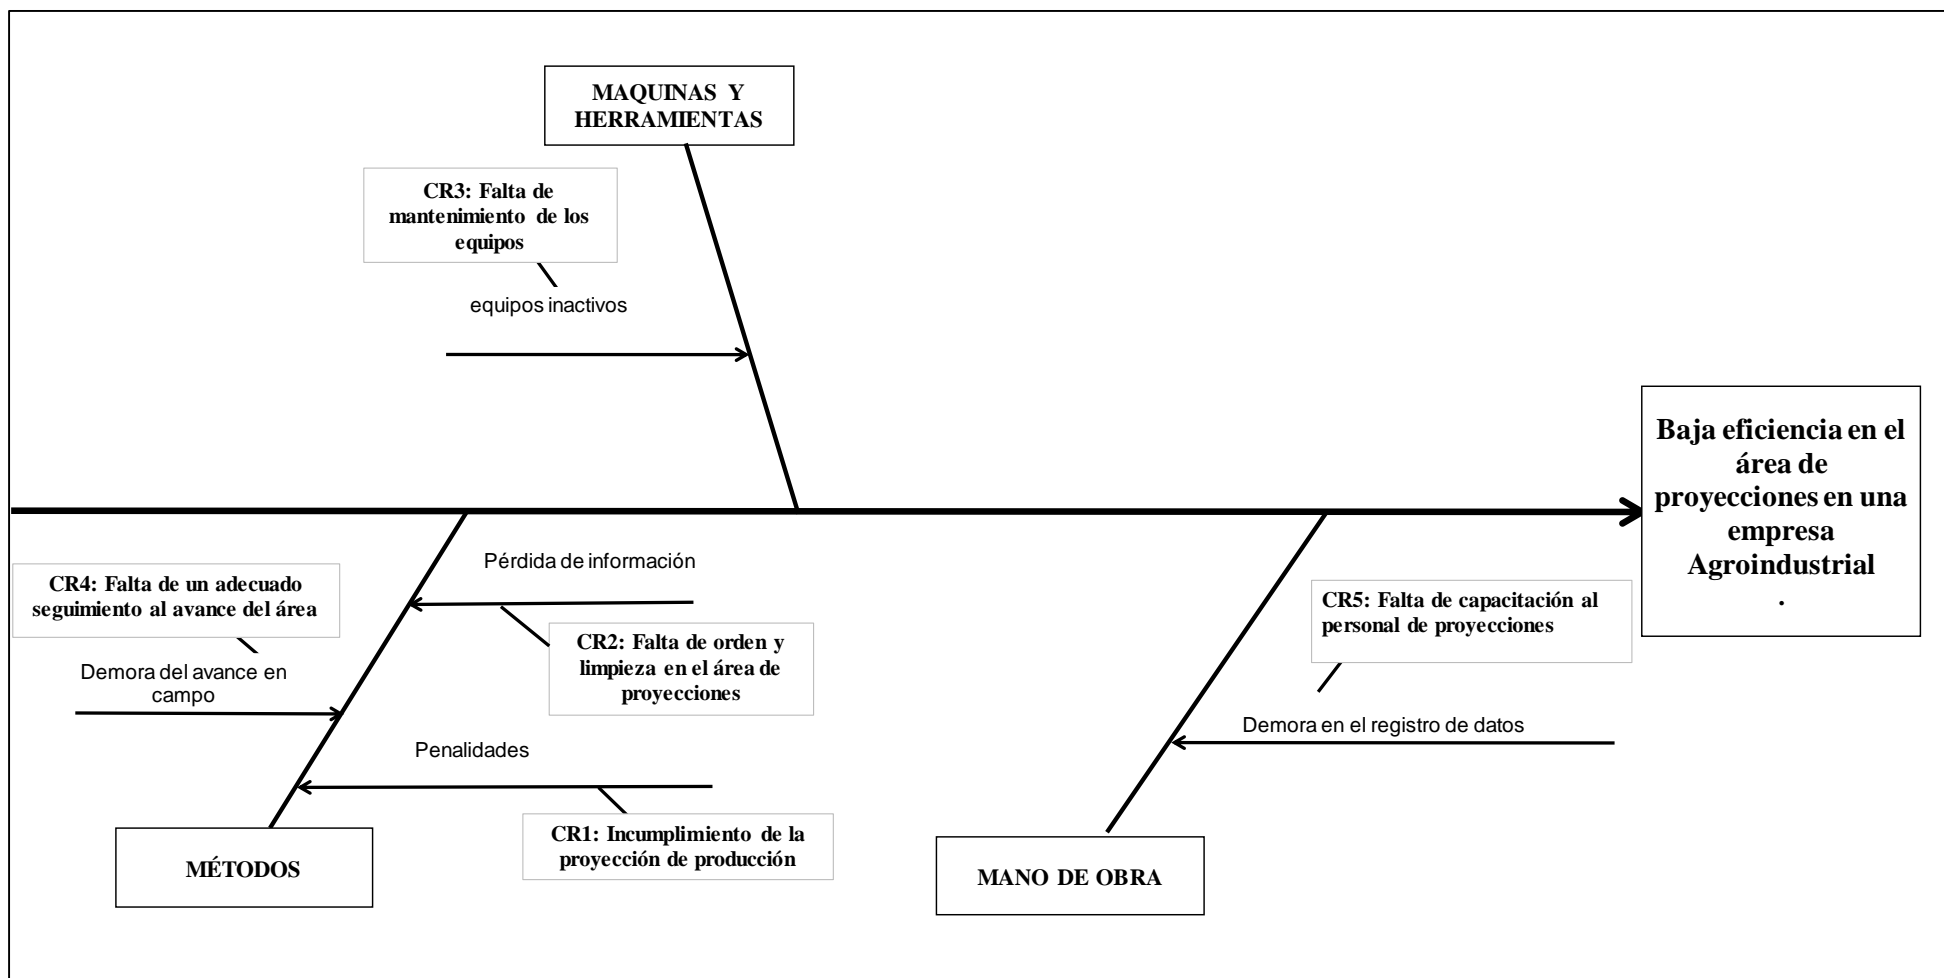 MAQUINAS Y
HERRAMIENTAS
CR3: Falta de
mantenimiento de los
equipos
equipos inactivos
Baja eficiencia en el
área de
proyecciones en una
empresa
Agroindustrial
.
Pérdida de información
CR4: Falta de un adecuado
seguimiento al avance del área
CR2: Falta de orden y
limpieza en el área de
proyecciones
Demora del avance en
campo
Penalidades
CR1: Incumplimiento de la
proyección de producción
MÉTODOS
CR5: Falta de capacitación al
personal de proyecciones
Demora en el registro de datos
MANO DE OBRA